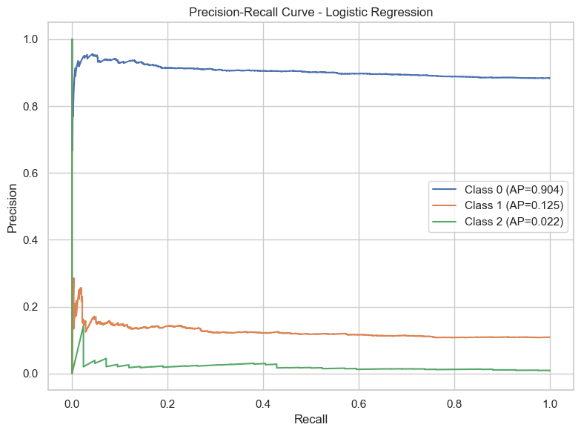 Precision-Recall Curve - Logistic Regression
1.0
0.8
0.6
0.4
0.2
0.0
Precision
Class 0 (AP=0.904)
Class 1 (AP=0.125)
Class 2 (AP=0.022)
0.0 0.2 0.4 0.6 0.8 1.0
Recall